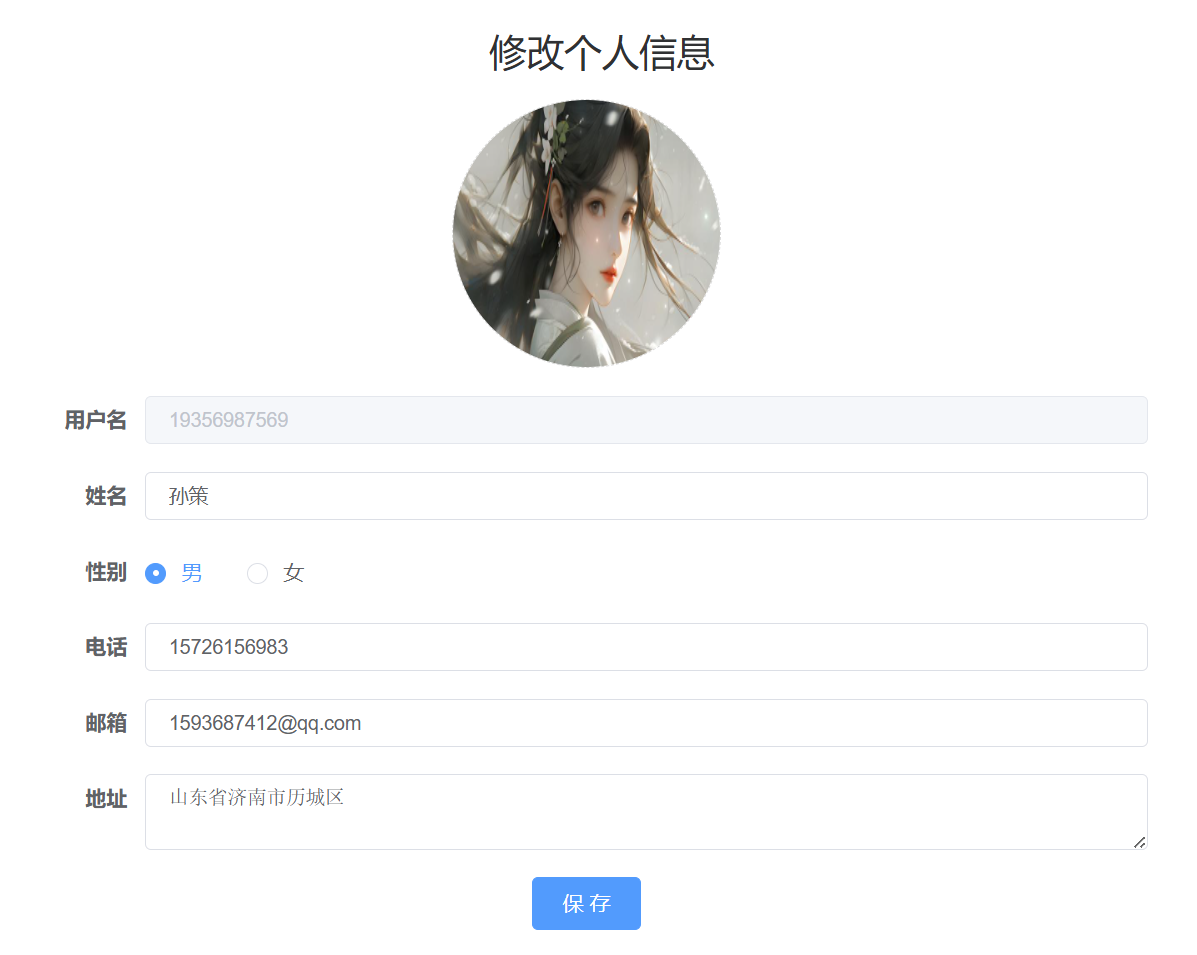 修改个人信息
用户名 19356987569
姓名 孙策
性别 男 女
电话 15726156983
邮箱 1593687412@qq.com
地址 山东省济南市历城区
保 存